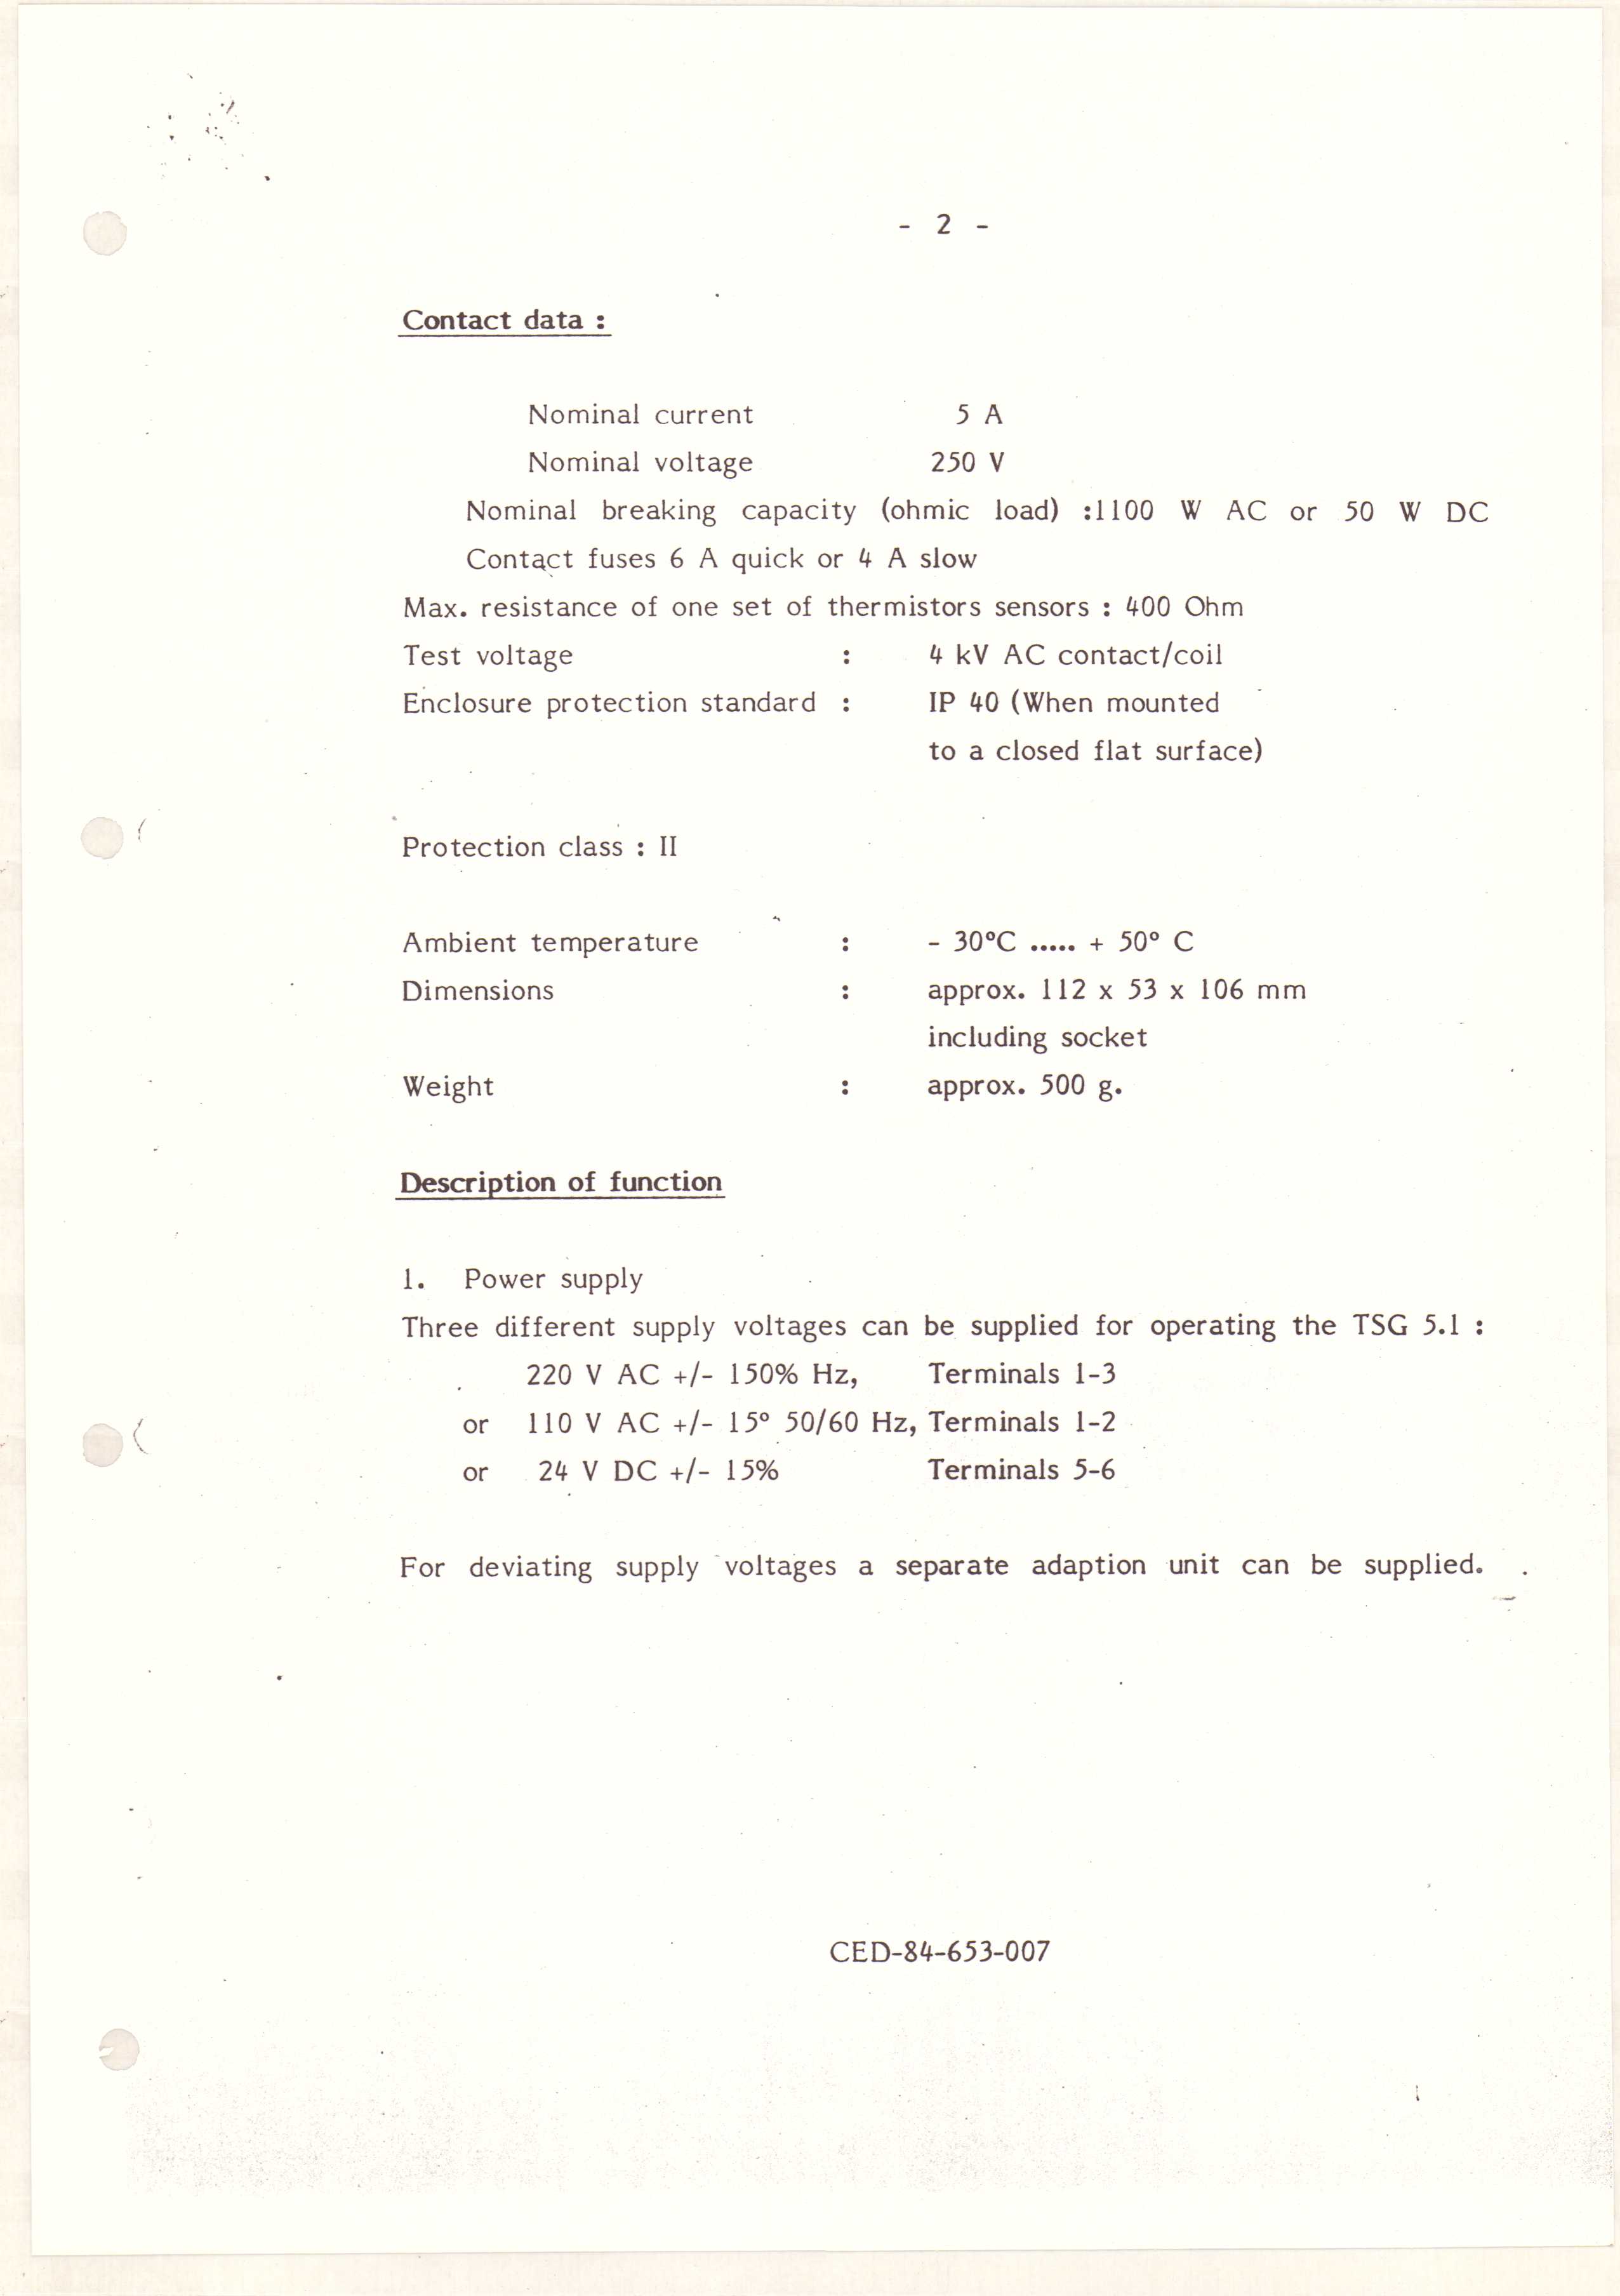 - 2 -
Contact data :
Nominal current 5 A
Nominal voltage 250 V
Nominal breaking capacity (ohmic load) :1100 W AC or 50 W DC
Contact fuses 6 A quick or 4 A slow
Max. resistance of one set of thermistors sensors : 400 Ohm
Test voltage : 4 kV AC contact/coil
Enclosure protection standard : IP 40 (When mounted
to a closed flat surface)
Protection class : II
Ambient temperature : - 30°C ..... + 50° C
Dimensions : approx. 112 x 53 x 106 mm
including socket
Weight : approx. 500 g.
Description of function
1. Power supply
Three different supply voltages can be supplied for operating the TSG 5.1 :
220 V AC +/- 150% Hz, Terminals 1-3
or 110 V AC +/- 15° 50/60 Hz, Terminals 1-2
or 24 V DC +/- 15% Terminals 5-6
For deviating supply voltages a separate adaption unit can be supplied.
CED-84-653-007